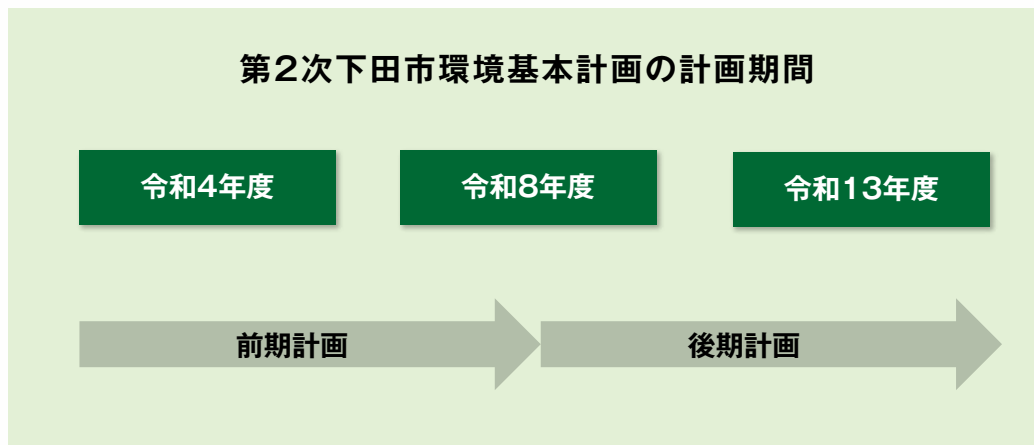 第2次下田市環境基本計画の計画期間
令和4年度
令和8年度
令和13年度
前期計画
後期計画